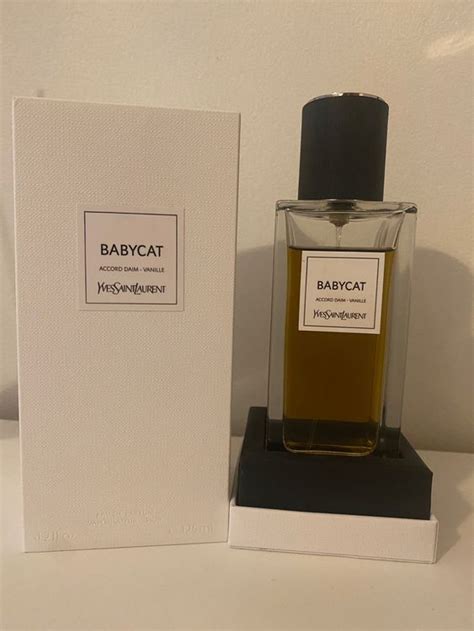 BABYCAT
ACCORD DAIM - VANILLE
YVESSAINTLAURENT
BABYCAT
ACCORD DAIM - VANILLE
YVESSAINTLAURENT